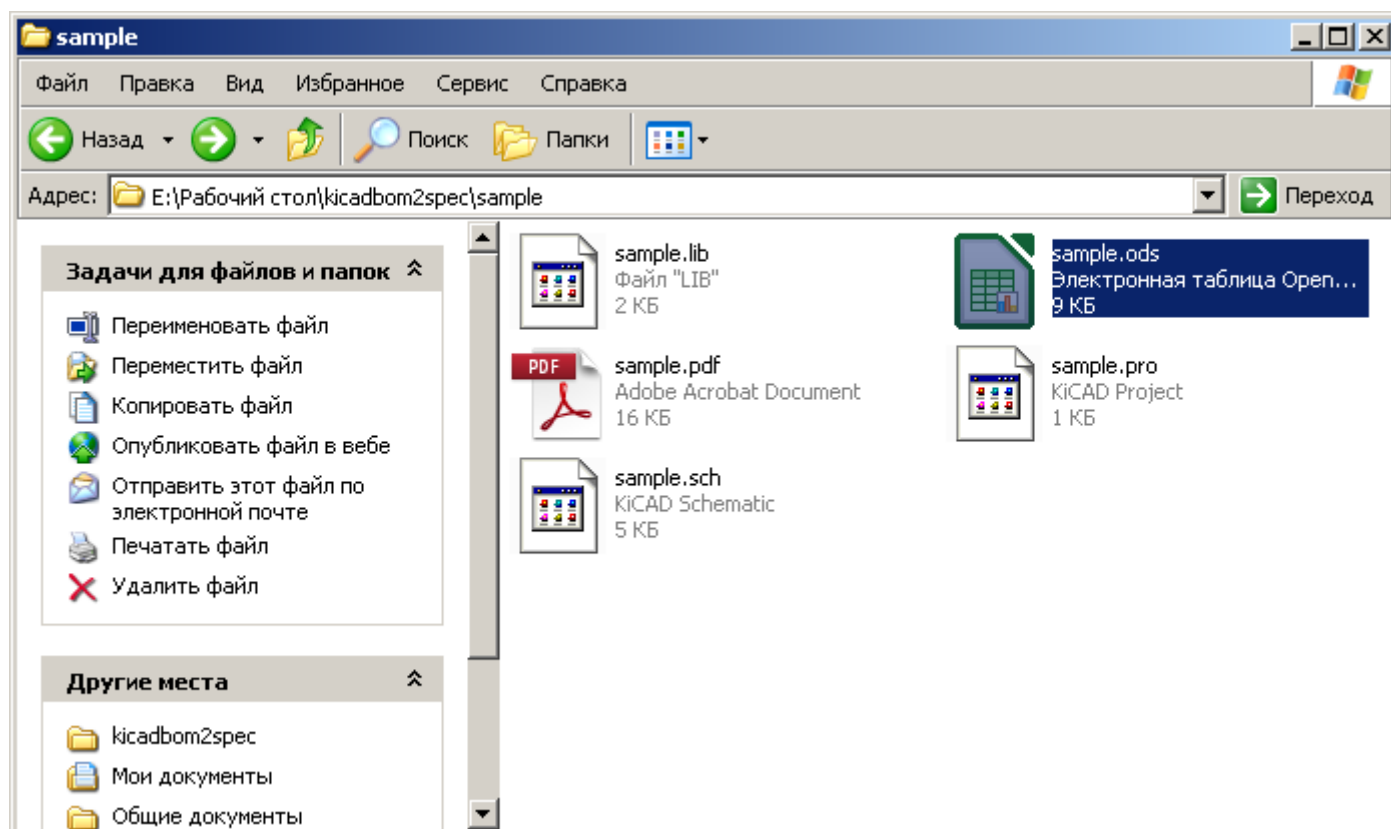 sample
Файл Правка Вид Избранное Сервис Справка
Назад Поиск Папки
Адрес: E:\Рабочий стол\kicadbom2spec\sample Переход
Задачи для файлов и папок
Переименовать файл
Переместить файл
Копировать файл
Опубликовать файл в вебе
Отправить этот файл по
электронной почте
Печатать файл
Удалить файл
Другие места
kicadbom2spec
Мои документы
Общие документы
sample.lib
Файл "LIB"
2 КБ
sample.ods
Электронная таблица Open...
9 КБ
PDF
sample.pdf
Adobe Acrobat Document
16 КБ
sample.pro
KiCAD Project
1 КБ
sample.sch
KiCAD Schematic
5 КБ